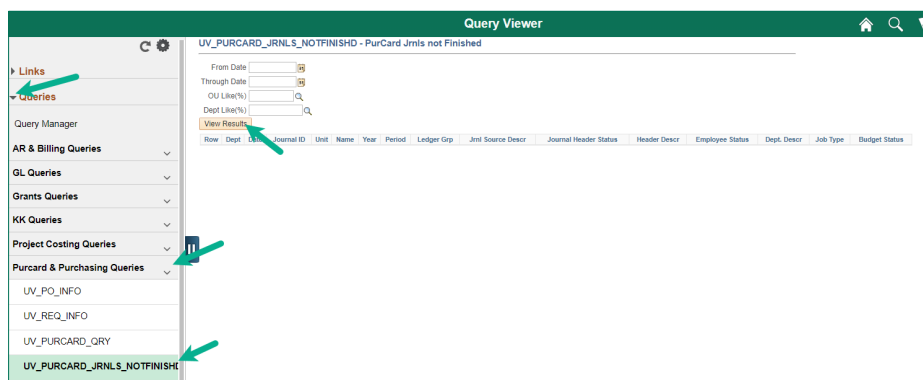 Query Viewer
Links
Queries
Query Manager
AR & Billing Queries
GL Queries
Grants Queries
KK Queries
Project Costing Queries
Purcard & Purchasing Queries
UV_PO_INFO
UV_REQ_INFO
UV_PURCARD_QRY
UV_PURCARD_JRNLS_NOTFINISHD
UV_PURCARD_JRNLS_NOTFINISHD - PurCard Jrnls not Finished
From Date
Through Date
OU Like(%)
Dept Like(%)
View Results
Row Dept Journal ID Unit Name Year Period Ledger Grp Jrnl Source Descr Journal Header Status Header Descr Employee Status Dept. Descr Job Type Budget Status